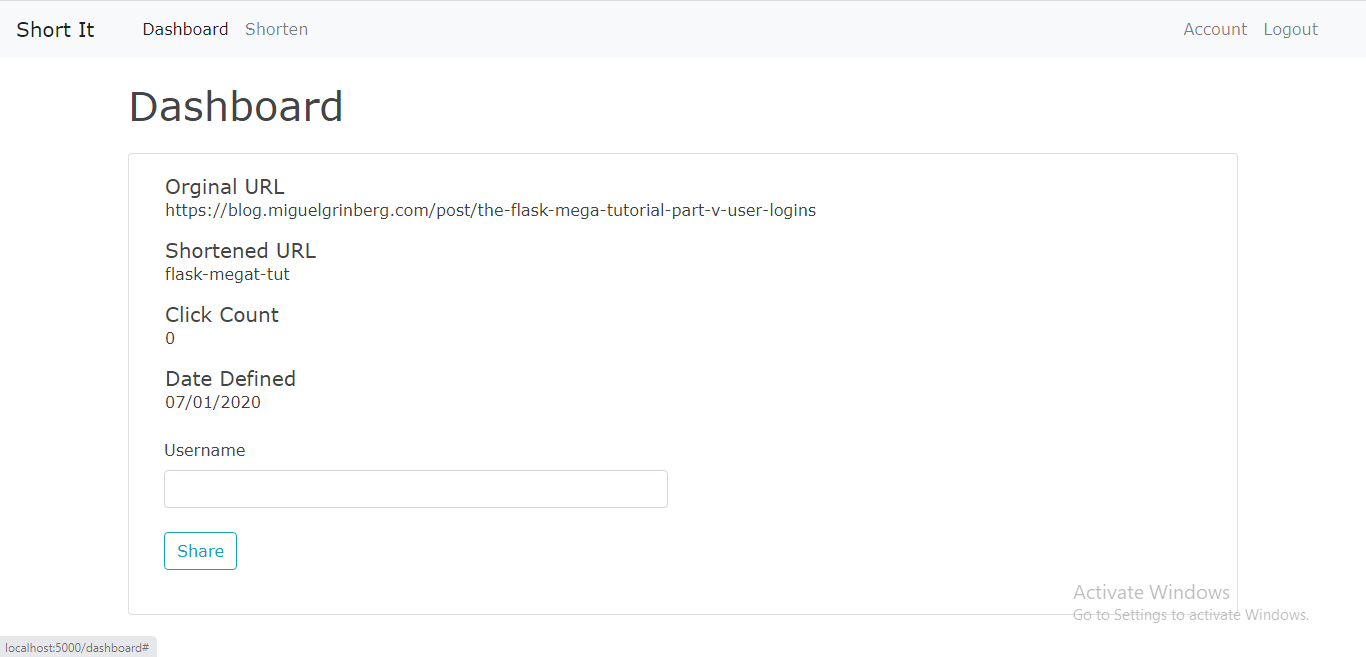 Short It Dashboard Shorten Account Logout
Dashboard
Orginal URL
https://blog.miguelgrinberg.com/post/the-flask-mega-tutorial-part-v-user-logins
Shortened URL
flask-megat-tut
Click Count
0
Date Defined
07/01/2020
Username
Share
Activate Windows
Go to Settings to activate Windows.
localhost:5000/dashboard#